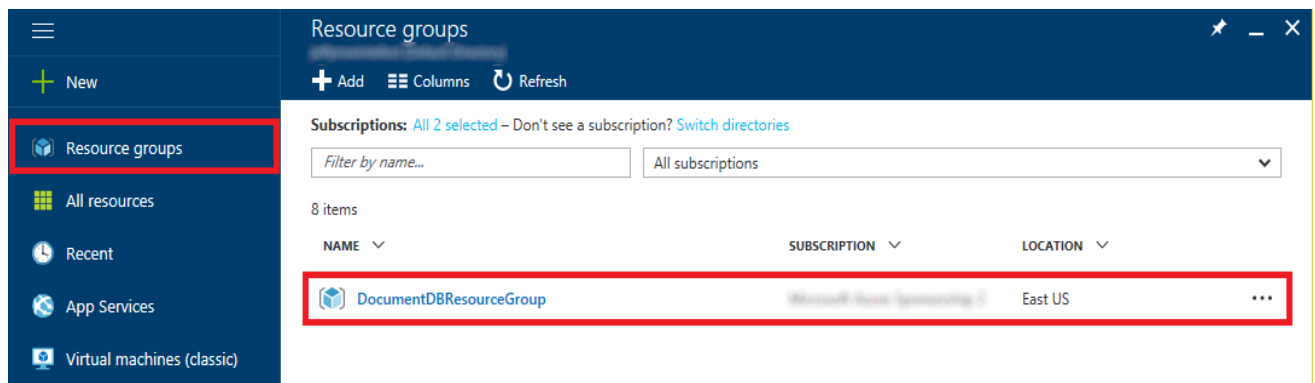 Resource groups
New
Add Columns Refresh
Resource groups
Subscriptions: All 2 selected – Don't see a subscription? Switch directories
Filter by name... All subscriptions
All resources
8 items
Recent
NAME SUBSCRIPTION LOCATION
App Services
DocumentDBResourceGroup East US ...
Virtual machines (classic)